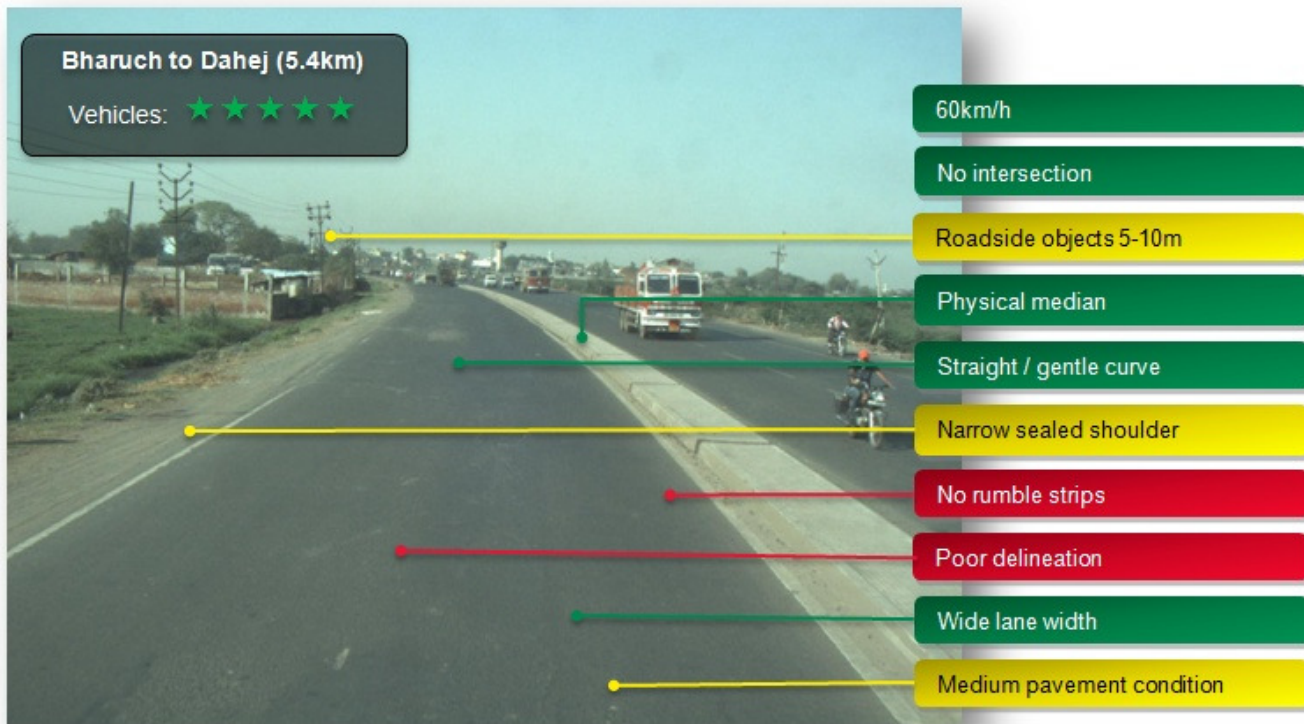 Bharuch to Dahej (5.4km)
Vehicles:
60km/h
No intersection
Roadside objects 5-10m
Physical median
Straight / gentle curve
Narrow sealed shoulder
No rumble strips
Poor delineation
Wide lane width
Medium pavement condition